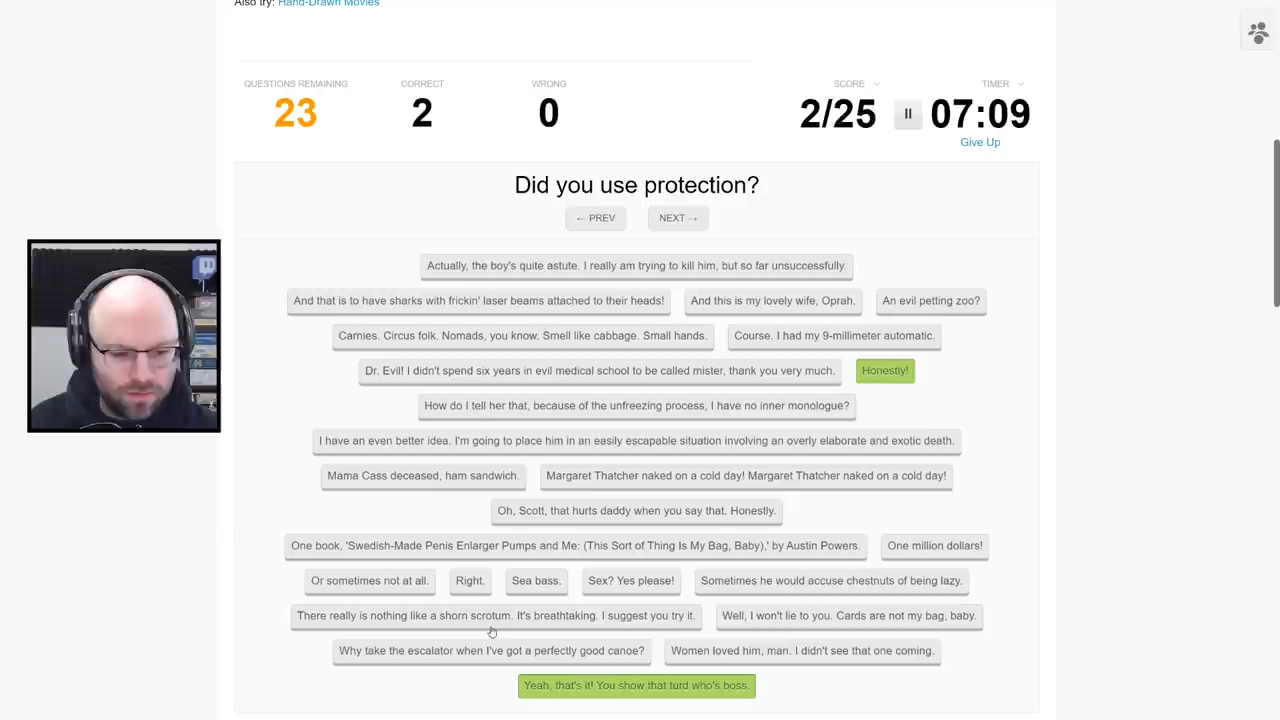 Also try: Hand-Drawn Movies
QUESTIONS REMAINING CORRECT WRONG SCORE TIMER
23 2 0 2/25 07:09
Give Up
Did you use protection?
← PREV NEXT →
Actually, the boy's quite astute. I really am trying to kill him, but so far unsuccessfully.
And that is to have sharks with frickin' laser beams attached to their heads! And this is my lovely wife, Oprah. An evil petting zoo?
Carnies. Circus folk. Nomads, you know. Smell like cabbage. Small hands. Course. I had my 9-millimeter automatic.
Dr. Evil! I didn't spend six years in evil medical school to be called mister, thank you very much. Honestly!
How do I tell her that, because of the unfreezing process, I have no inner monologue?
I have an even better idea. I'm going to place him in an easily escapable situation involving an overly elaborate and exotic death.
Mama Cass deceased, ham sandwich. Margaret Thatcher naked on a cold day! Margaret Thatcher naked on a cold day!
Oh, Scott, that hurts daddy when you say that. Honestly.
One book, 'Swedish-Made Penis Enlarger Pumps and Me: (This Sort of Thing Is My Bag, Baby),' by Austin Powers. One million dollars!
Or sometimes not at all. Right. Sea bass. Sex? Yes please! Sometimes he would accuse chestnuts of being lazy.
There really is nothing like a shorn scrotum. It's breathtaking. I suggest you try it. Well, I won't lie to you. Cards are not my bag, baby.
Why take the escalator when I've got a perfectly good canoe? Women loved him, man. I didn't see that one coming.
Yeah, that's it! You show that turd who's boss.